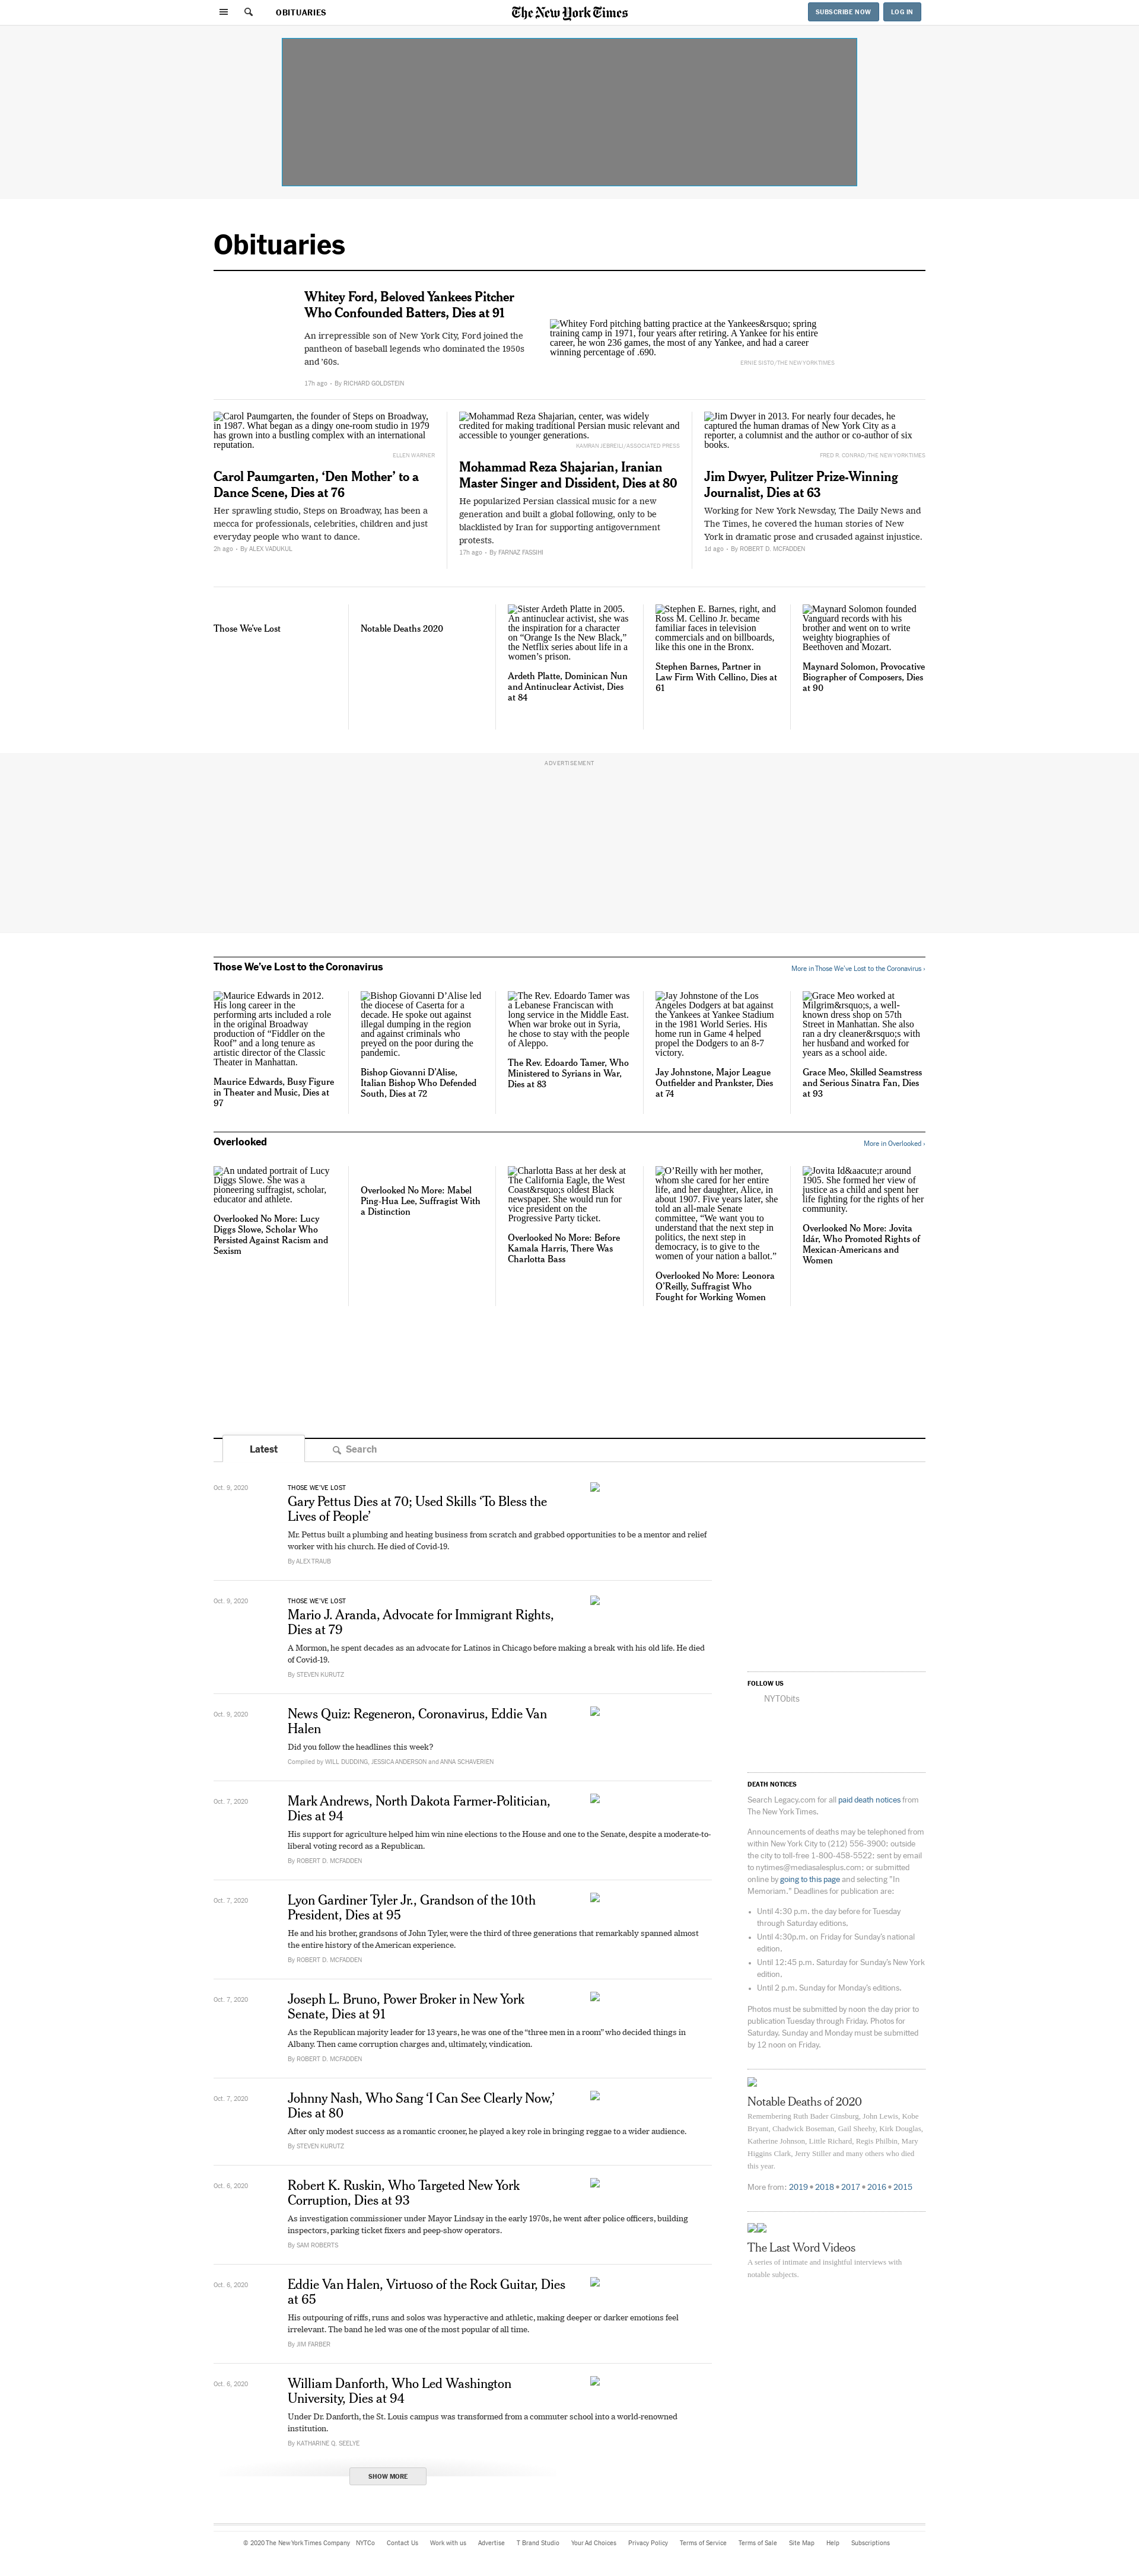 OBITUARIES
The New York Times
SUBSCRIBE NOW
LOG IN
Obituaries
Whitey Ford, Beloved Yankees Pitcher
Who Confounded Batters, Dies at 91
An irrepressible son of New York City, Ford joined the
pantheon of baseball legends who dominated the 1950s
and ’60s.
17h ago • By RICHARD GOLDSTEIN
Whitey Ford pitching batting practice at the Yankees&rsquo; spring
training camp in 1971, four years after retiring. A Yankee for his entire
career, he won 236 games, the most of any Yankee, and had a career
winning percentage of .690.
ERNIE SISTO/THE NEW YORK TIMES
Carol Paumgarten, the founder of Steps on Broadway,
in 1987. What began as a dingy one-room studio in 1979
has grown into a bustling complex with an international
reputation.
ELLEN WARNER
Carol Paumgarten, ‘Den Mother’ to a
Dance Scene, Dies at 76
Her sprawling studio, Steps on Broadway, has been a
mecca for professionals, celebrities, children and just
everyday people who want to dance.
2h ago • By ALEX VADUKUL
Mohammad Reza Shajarian, center, was widely
credited for making traditional Persian music relevant and
accessible to younger generations.
KAMRAN JEBREILI/ASSOCIATED PRESS
Mohammad Reza Shajarian, Iranian
Master Singer and Dissident, Dies at 80
He popularized Persian classical music for a new
generation and built a global following, only to be
blacklisted by Iran for supporting antigovernment
protests.
17h ago • By FARNAZ FASSIHI
Jim Dwyer in 2013. For nearly four decades, he
captured the human dramas of New York City as a
reporter, a columnist and the author or co-author of six
books.
FRED R. CONRAD/THE NEW YORK TIMES
Jim Dwyer, Pulitzer Prize-Winning
Journalist, Dies at 63
Working for New York Newsday, The Daily News and
The Times, he covered the human stories of New
York in dramatic prose and crusaded against injustice.
1d ago • By ROBERT D. MCFADDEN
Those We’ve Lost
Notable Deaths 2020
Sister Ardeth Platte in 2005.
An antinuclear activist, she was
the inspiration for a character
on “Orange Is the New Black,”
the Netflix series about life in a
women’s prison.
Ardeth Platte, Dominican Nun
and Antinuclear Activist, Dies
at 84
Stephen E. Barnes, right, and
Ross M. Cellino Jr. became
familiar faces in television
commercials and on billboards,
like this one in the Bronx.
Stephen Barnes, Partner in
Law Firm With Cellino, Dies at
61
Maynard Solomon founded
Vanguard records with his
brother and went on to write
weighty biographies of
Beethoven and Mozart.
Maynard Solomon, Provocative
Biographer of Composers, Dies
at 90
ADVERTISEMENT
Those We’ve Lost to the Coronavirus
More in Those We’ve Lost to the Coronavirus ›
Maurice Edwards in 2012.
His long career in the
performing arts included a role
in the original Broadway
production of “Fiddler on the
Roof” and a long tenure as
artistic director of the Classic
Theater in Manhattan.
Maurice Edwards, Busy Figure
in Theater and Music, Dies at
97
Bishop Giovanni D’Alise led
the diocese of Caserta for a
decade. He spoke out against
illegal dumping in the region
and against criminals who
preyed on the poor during the
pandemic.
Bishop Giovanni D’Alise,
Italian Bishop Who Defended
South, Dies at 72
The Rev. Edoardo Tamer was
a Lebanese Franciscan with
long service in the Middle East.
When war broke out in Syria,
he chose to stay with the people
of Aleppo.
The Rev. Edoardo Tamer, Who
Ministered to Syrians in War,
Dies at 83
Jay Johnstone of the Los
Angeles Dodgers at bat against
the Yankees at Yankee Stadium
in the 1981 World Series. His
home run in Game 4 helped
propel the Dodgers to an 8-7
victory.
Jay Johnstone, Major League
Outfielder and Prankster, Dies
at 74
Grace Meo worked at
Milgrim&rsquo;s, a well-
known dress shop on 57th
Street in Manhattan. She also
ran a dry cleaner&rsquo;s with
her husband and worked for
years as a school aide.
Grace Meo, Skilled Seamstress
and Serious Sinatra Fan, Dies
at 93
Overlooked
More in Overlooked ›
An undated portrait of Lucy
Diggs Slowe. She was a
pioneering suffragist, scholar,
educator and athlete.
Overlooked No More: Lucy
Diggs Slowe, Scholar Who
Persisted Against Racism and
Sexism
Overlooked No More: Mabel
Ping-Hua Lee, Suffragist With
a Distinction
Charlotta Bass at her desk at
The California Eagle, the West
Coast&rsquo;s oldest Black
newspaper. She would run for
vice president on the
Progressive Party ticket.
Overlooked No More: Before
Kamala Harris, There Was
Charlotta Bass
O’Reilly with her mother,
whom she cared for her entire
life, and her daughter, Alice, in
about 1907. Five years later, she
told an all-male Senate
committee, “We want you to
understand that the next step in
politics, the next step in
democracy, is to give to the
women of your nation a ballot.”
Overlooked No More: Leonora
O’Reilly, Suffragist Who
Fought for Working Women
Jovita Id&aacute;r around
1905. She formed her view of
justice as a child and spent her
life fighting for the rights of her
community.
Overlooked No More: Jovita
Idár, Who Promoted Rights of
Mexican-Americans and
Women
Latest
Search
Oct. 9, 2020
THOSE WE’VE LOST
Gary Pettus Dies at 70; Used Skills ‘To Bless the
Lives of People’
Mr. Pettus built a plumbing and heating business from scratch and grabbed opportunities to be a mentor and relief
worker with his church. He died of Covid-19.
By ALEX TRAUB
Oct. 9, 2020
THOSE WE’VE LOST
Mario J. Aranda, Advocate for Immigrant Rights,
Dies at 79
A Mormon, he spent decades as an advocate for Latinos in Chicago before making a break with his old life. He died
of Covid-19.
By STEVEN KURUTZ
Oct. 9, 2020
News Quiz: Regeneron, Coronavirus, Eddie Van
Halen
Did you follow the headlines this week?
Compiled by WILL DUDDING, JESSICA ANDERSON and ANNA SCHAVERIEN
Oct. 7, 2020
Mark Andrews, North Dakota Farmer-Politician,
Dies at 94
His support for agriculture helped him win nine elections to the House and one to the Senate, despite a moderate-to-
liberal voting record as a Republican.
By ROBERT D. MCFADDEN
Oct. 7, 2020
Lyon Gardiner Tyler Jr., Grandson of the 10th
President, Dies at 95
He and his brother, grandsons of John Tyler, were the third of three generations that remarkably spanned almost
the entire history of the American experience.
By ROBERT D. MCFADDEN
Oct. 7, 2020
Joseph L. Bruno, Power Broker in New York
Senate, Dies at 91
As the Republican majority leader for 13 years, he was one of the “three men in a room” who decided things in
Albany. Then came corruption charges and, ultimately, vindication.
By ROBERT D. MCFADDEN
Oct. 7, 2020
Johnny Nash, Who Sang ‘I Can See Clearly Now,’
Dies at 80
After only modest success as a romantic crooner, he played a key role in bringing reggae to a wider audience.
By STEVEN KURUTZ
Oct. 6, 2020
Robert K. Ruskin, Who Targeted New York
Corruption, Dies at 93
As investigation commissioner under Mayor Lindsay in the early 1970s, he went after police officers, building
inspectors, parking ticket fixers and peep-show operators.
By SAM ROBERTS
Oct. 6, 2020
Eddie Van Halen, Virtuoso of the Rock Guitar, Dies
at 65
His outpouring of riffs, runs and solos was hyperactive and athletic, making deeper or darker emotions feel
irrelevant. The band he led was one of the most popular of all time.
By JIM FARBER
Oct. 6, 2020
William Danforth, Who Led Washington
University, Dies at 94
Under Dr. Danforth, the St. Louis campus was transformed from a commuter school into a world-renowned
institution.
By KATHARINE Q. SEELYE
SHOW MORE
FOLLOW US
NYTObits
DEATH NOTICES
Search Legacy.com for all paid death notices from
The New York Times.
Announcements of deaths may be telephoned from
within New York City to (212) 556-3900; outside
the city to toll-free 1-800-458-5522; sent by email
to nytimes@mediasalesplus.com; or submitted
online by going to this page and selecting "In
Memoriam." Deadlines for publication are:
• Until 4:30 p.m. the day before for Tuesday
through Saturday editions.
• Until 4:30p.m. on Friday for Sunday’s national
edition.
• Until 12:45 p.m. Saturday for Sunday’s New York
edition.
• Until 2 p.m. Sunday for Monday’s editions.
Photos must be submitted by noon the day prior to
publication Tuesday through Friday. Photos for
Saturday, Sunday and Monday must be submitted
by 12 noon on Friday.
Notable Deaths of 2020
Remembering Ruth Bader Ginsburg, John Lewis, Kobe
Bryant, Chadwick Boseman, Gail Sheehy, Kirk Douglas,
Katherine Johnson, Little Richard, Regis Philbin, Mary
Higgins Clark, Jerry Stiller and many others who died
this year.
More from: 2019 • 2018 • 2017 • 2016 • 2015
The Last Word Videos
A series of intimate and insightful interviews with
notable subjects.
© 2020 The New York Times Company NYTCo Contact Us Work with us Advertise T Brand Studio Your Ad Choices Privacy Policy Terms of Service Terms of Sale Site Map Help Subscriptions